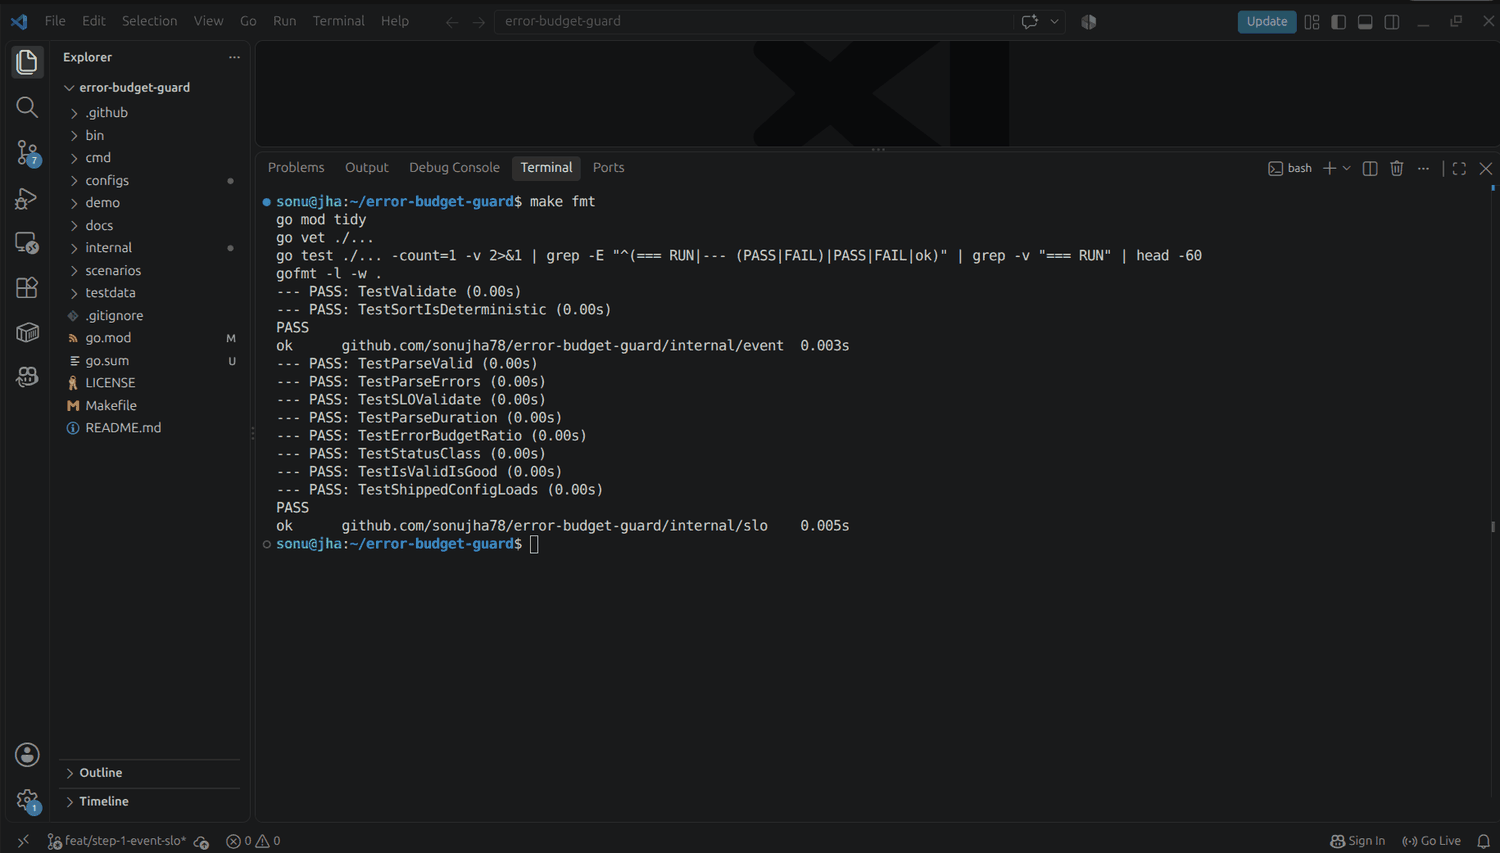 File Edit Selection View Go Run Terminal Help
error-budget-guard
Update
Explorer
error-budget-guard
.github
bin
cmd
configs
demo
docs
internal
scenarios
testdata
.gitignore
go.mod M
go.sum U
LICENSE
Makefile
README.md
Outline
Timeline
7
1
Problems Output Debug Console Terminal Ports
bash
sonu@jha:~/error-budget-guard$ make fmt
go mod tidy
go vet ./...
go test ./... -count=1 -v 2>&1 | grep -E "^(=== RUN|--- (PASS|FAIL)|PASS|FAIL|ok)" | grep -v "=== RUN" | head -60
gofmt -l -w .
--- PASS: TestValidate (0.00s)
--- PASS: TestSortIsDeterministic (0.00s)
PASS
ok github.com/sonujha78/error-budget-guard/internal/event 0.003s
--- PASS: TestParseValid (0.00s)
--- PASS: TestParseErrors (0.00s)
--- PASS: TestSLOValidate (0.00s)
--- PASS: TestParseDuration (0.00s)
--- PASS: TestErrorBudgetRatio (0.00s)
--- PASS: TestStatusClass (0.00s)
--- PASS: TestIsValidIsGood (0.00s)
--- PASS: TestShippedConfigLoads (0.00s)
PASS
ok github.com/sonujha78/error-budget-guard/internal/slo 0.005s
sonu@jha:~/error-budget-guard$
feat/step-1-event-slo* 0 0
Sign In Go Live